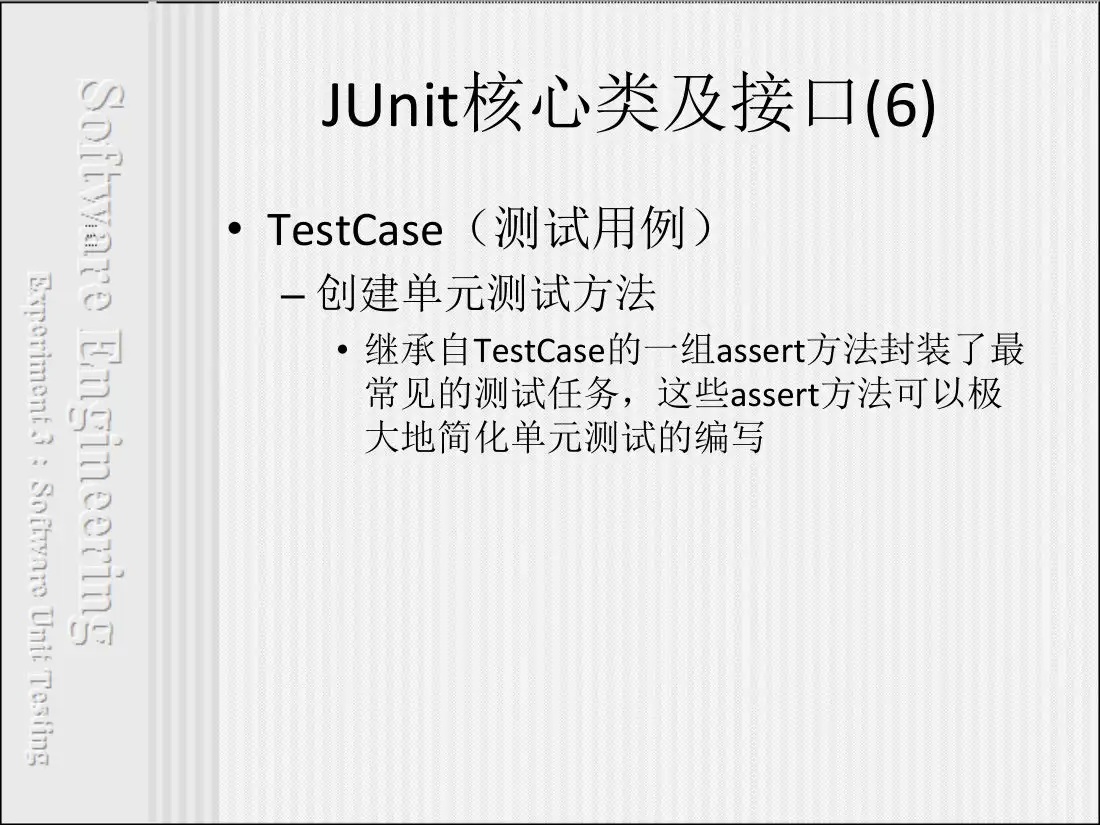 JUnit核心类及接口(6)
• TestCase（测试用例）
– 创建单元测试方法
• 继承自TestCase的一组assert方法封装了最
常见的测试任务，这些assert方法可以极
大地简化单元测试的编写
Software Engineering
Experiment 3：Software Unit Testing